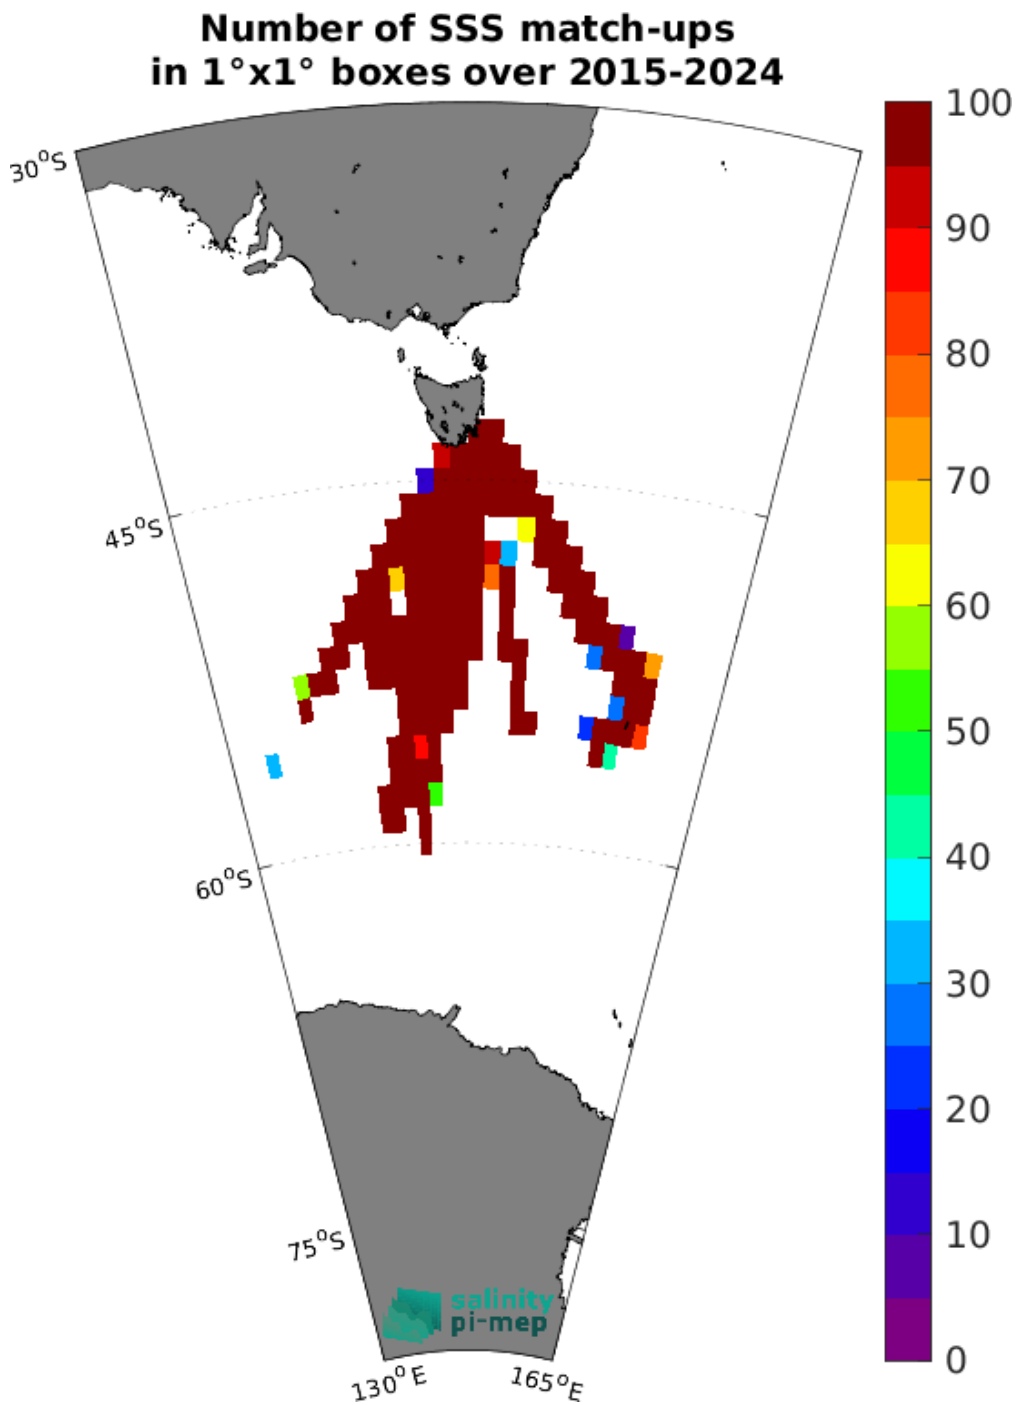 Number of SSS match-ups
in 1°x1° boxes over 2015-2024
30°S
45°S
60°S
75°S
130°E
165°E
100
90
80
70
60
50
40
30
20
10
0
salinity
pi-mep